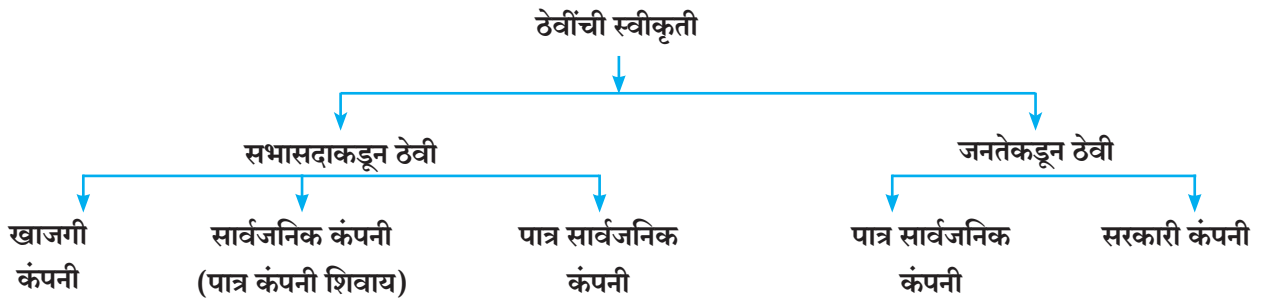 ठेवींची स्वीकृती
सभासदाकडून ठेवी
जनतेकडून ठेवी
खाजगी
कंपनी
सार्वजनिक कंपनी
(पात्र कंपनी शिवाय)
पात्र सार्वजनिक
कंपनी
पात्र सार्वजनिक
कंपनी
सरकारी कंपनी